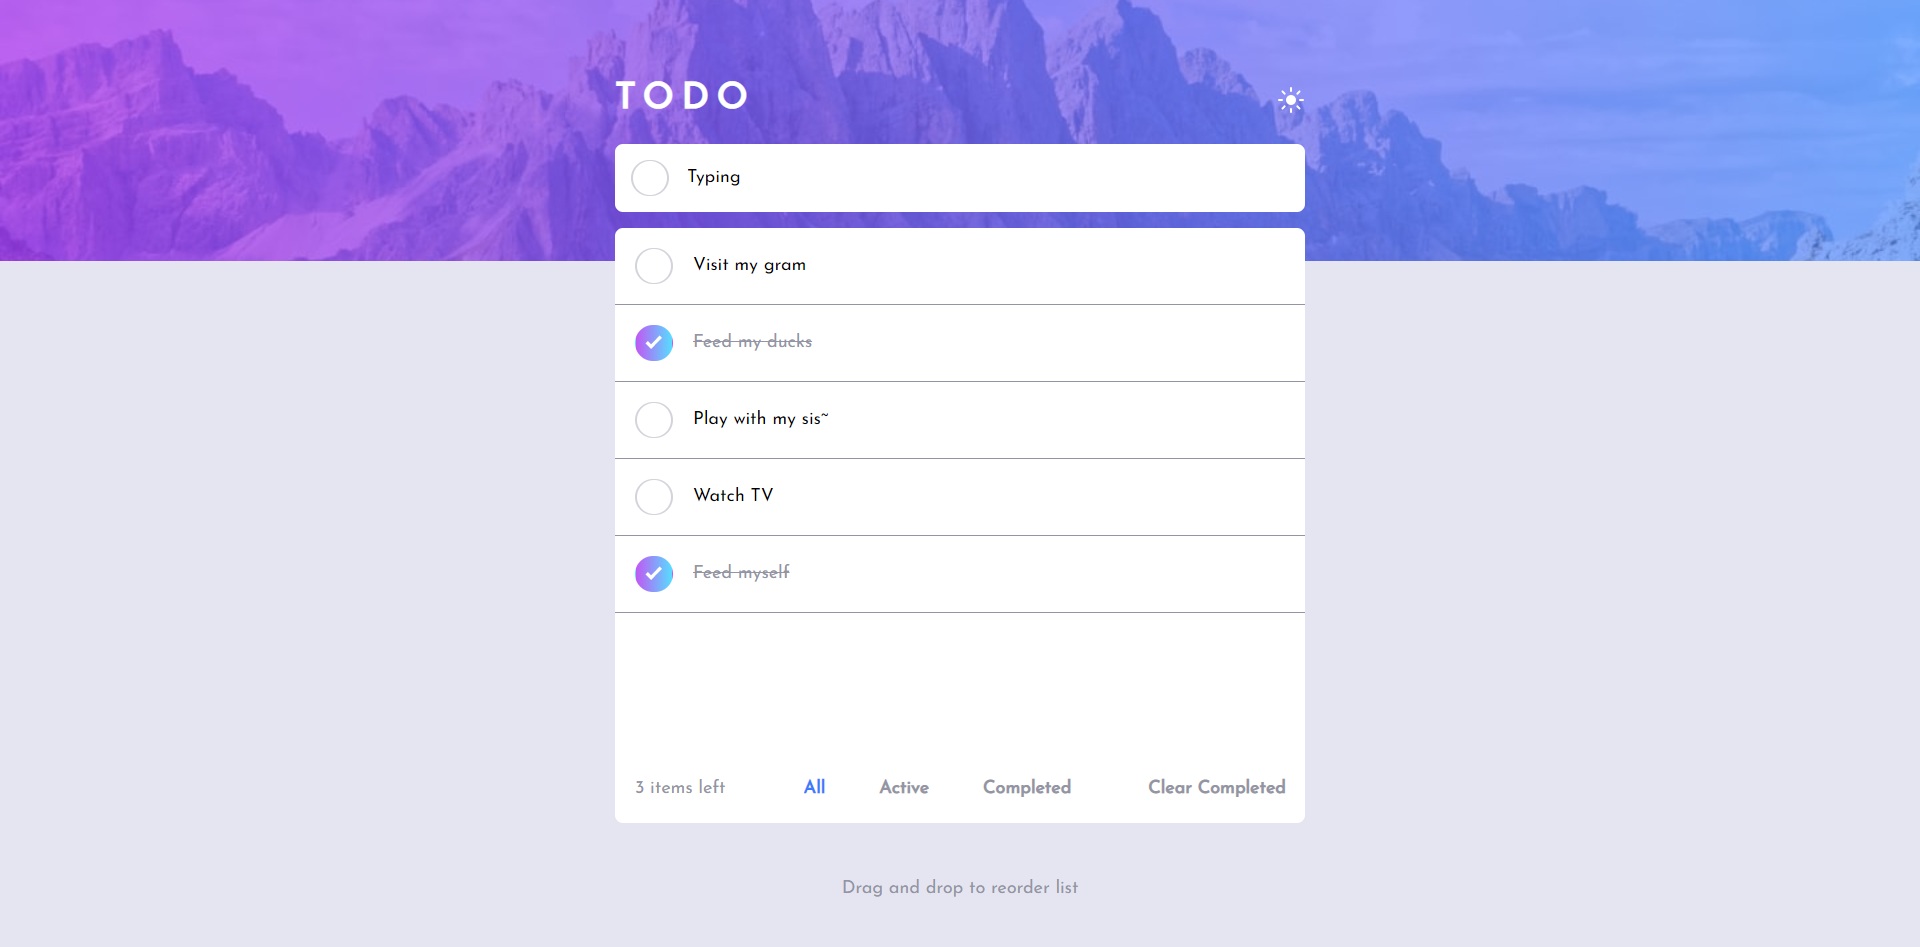 TODO
Typing
Visit my gram
Feed my ducks
Play with my sis~
Watch TV
Feed myself
3 items left All Active Completed Clear Completed
Drag and drop to reorder list